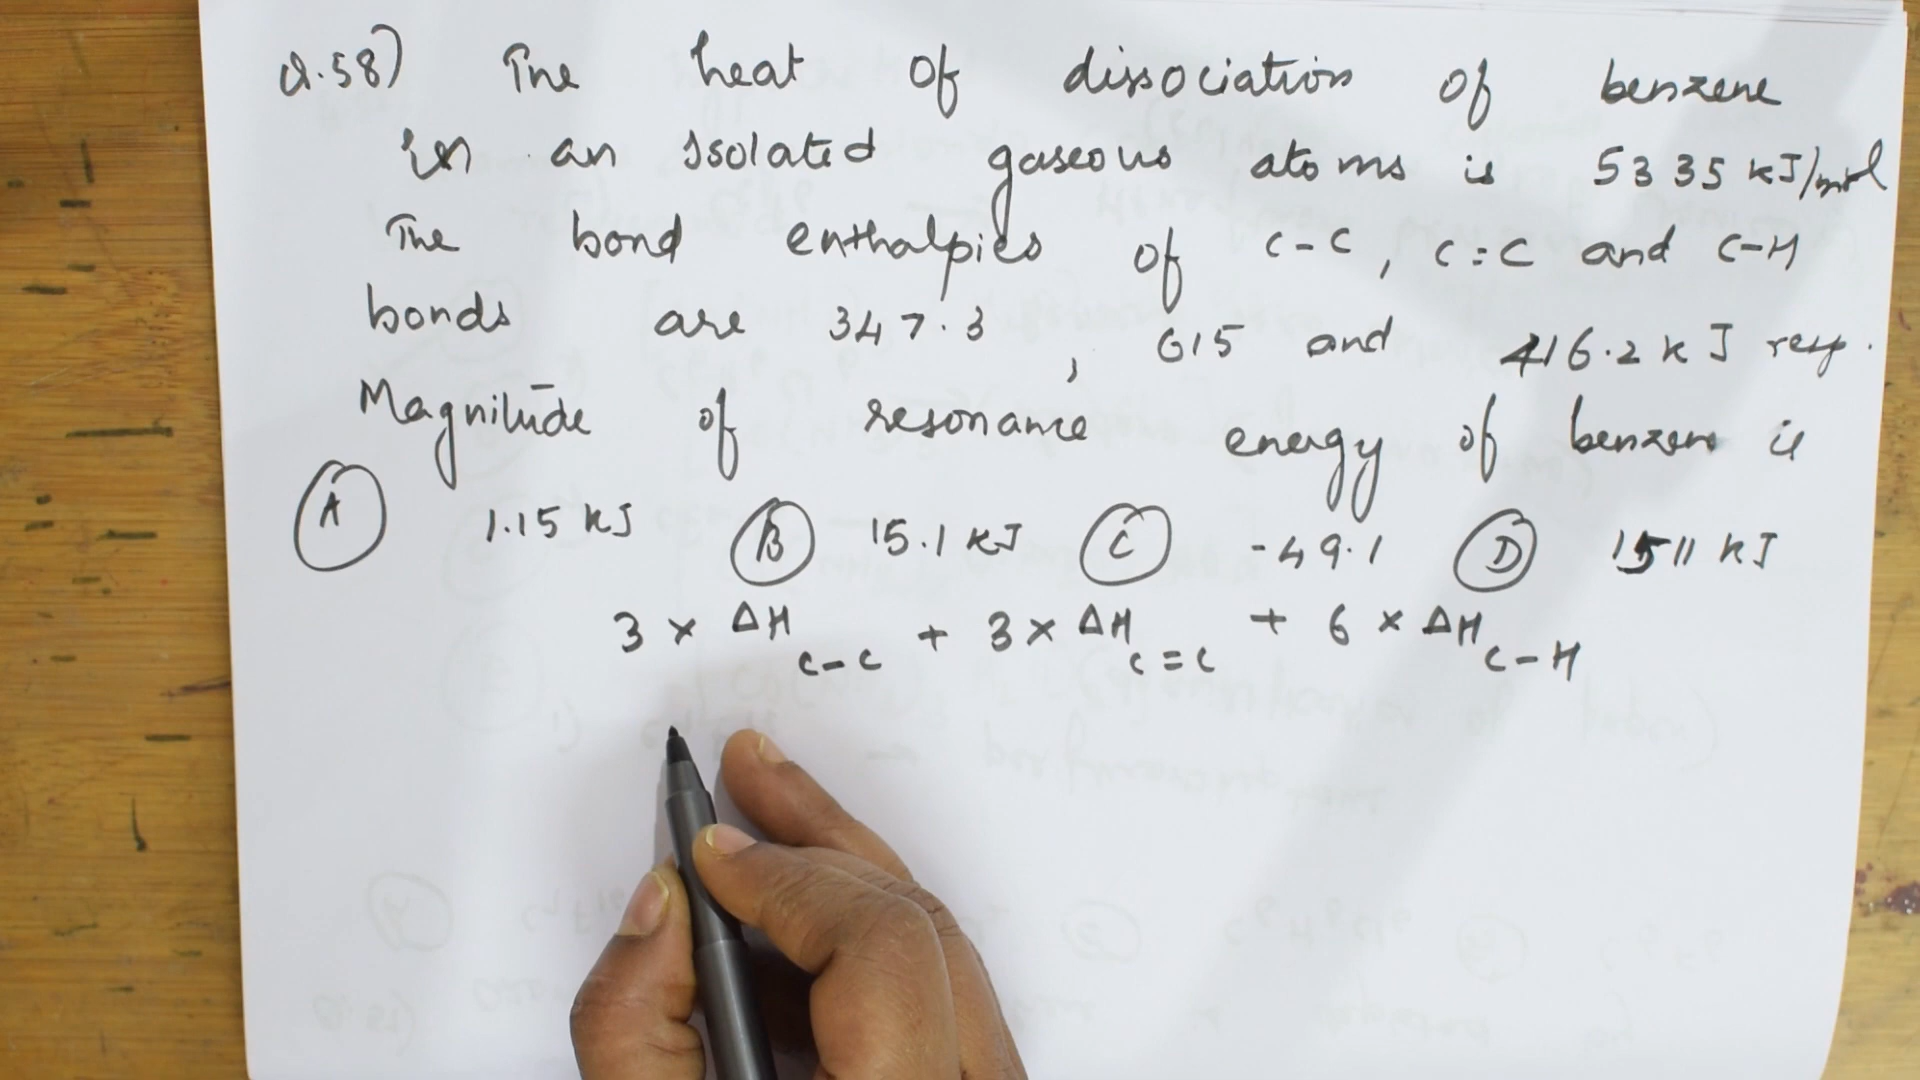 Q.58) The heat of dissociation of benzene
in an isolated gaseous atoms is 5335 kJ/mol
The bond enthalpies of C-C, C=C and C-H
bonds are 347.3, 615 and 416.2 kJ resp.
Magnitude of resonance energy of benzene is
A 1.15 kJ B 15.1 kJ C -49.1 D 1511 kJ
3 × ΔH C-C + 3 × ΔH C=C + 6 × ΔH C-H